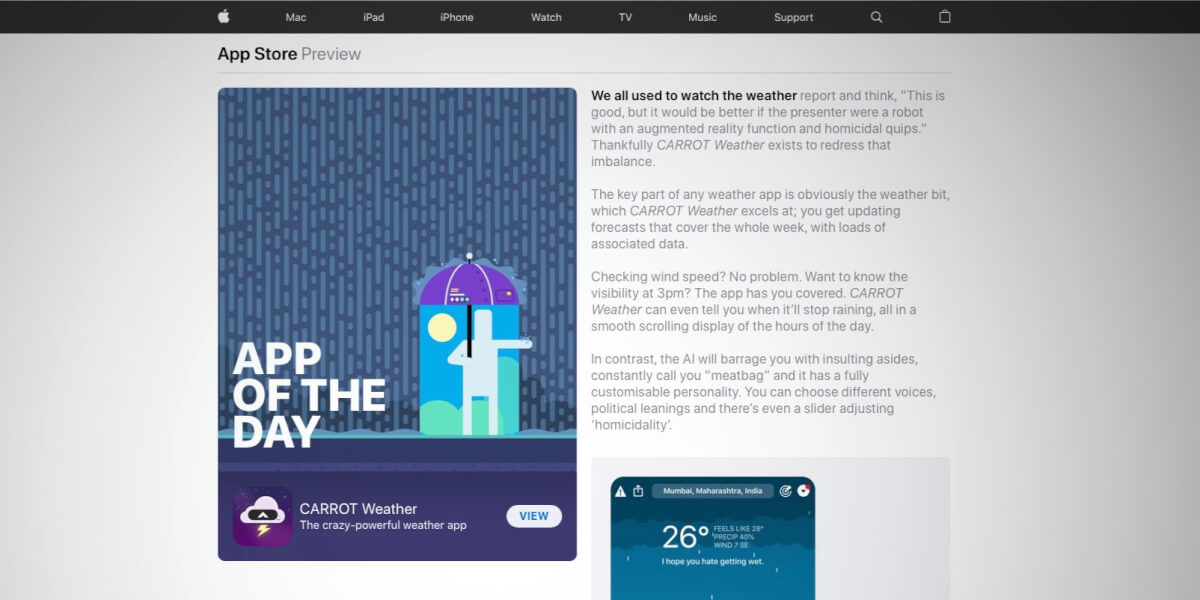 Mac iPad iPhone Watch TV Music Support
App Store Preview
APP
OF THE
DAY
CARROT Weather
The crazy-powerful weather app
VIEW
We all used to watch the weather report and think, “This is
good, but it would be better if the presenter were a robot
with an augmented reality function and homicidal quips.”
Thankfully CARROT Weather exists to redress that
imbalance.
The key part of any weather app is obviously the weather bit,
which CARROT Weather excels at; you get updating
forecasts that cover the whole week, with loads of
associated data.
Checking wind speed? No problem. Want to know the
visibility at 3pm? The app has you covered. CARROT
Weather can even tell you when it’ll stop raining, all in a
smooth scrolling display of the hours of the day.
In contrast, the AI will barrage you with insulting asides,
constantly call you “meatbag” and it has a fully
customisable personality. You can choose different voices,
political leanings and there’s even a slider adjusting
‘homicidality’.
Mumbai, Maharashtra, India
26°
FEELS LIKE 28°
PRECIP 40%
WIND 7 SE
I hope you hate getting wet.